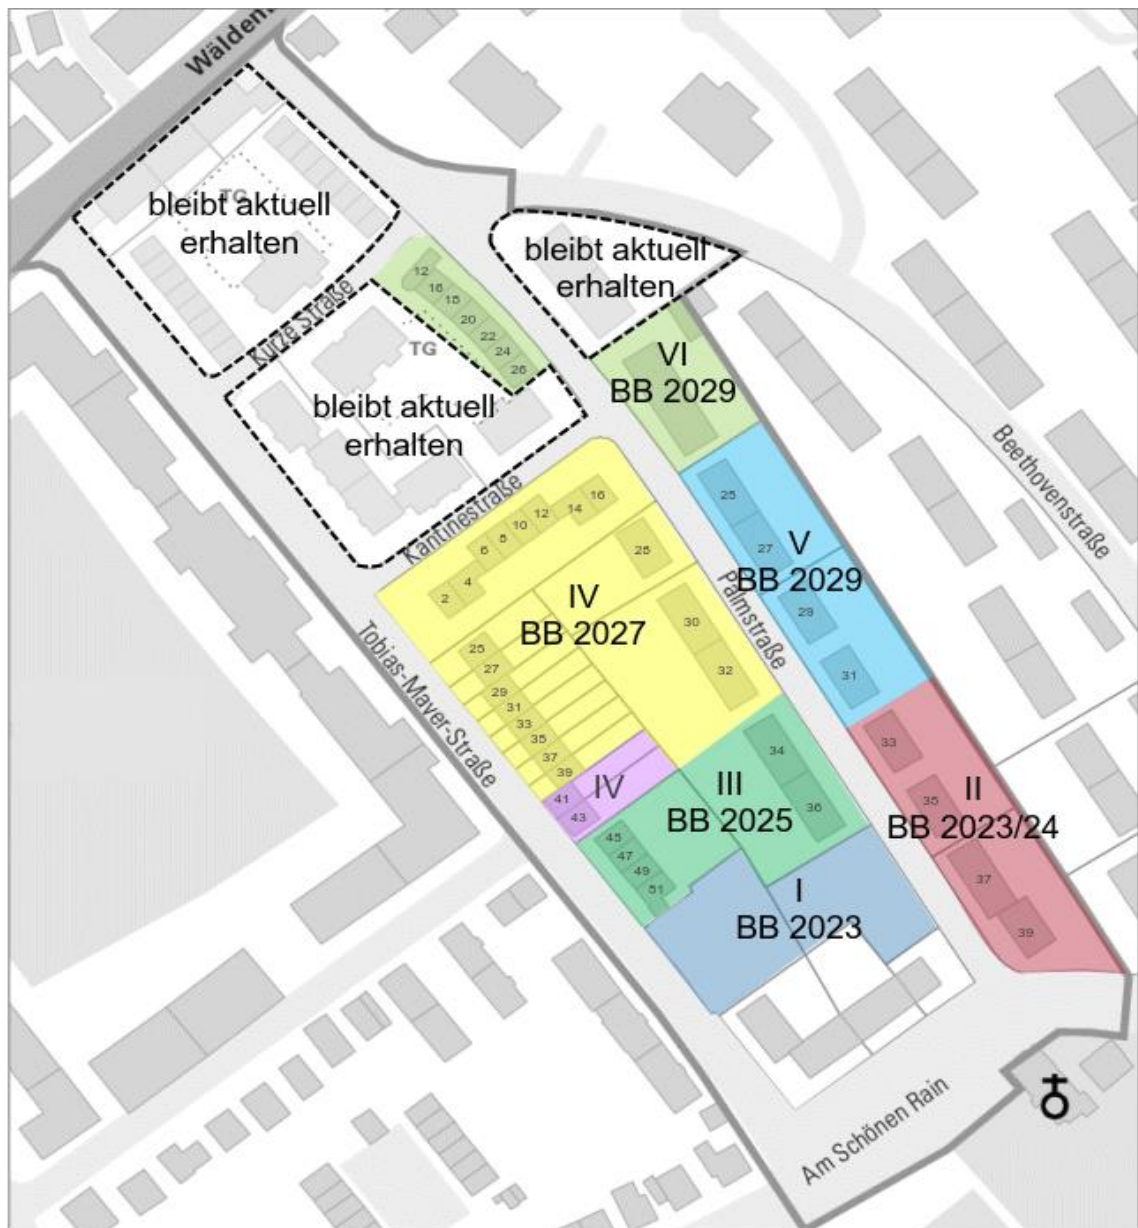 Wälden
bleibt aktuell
erhalten
TG
bleibt aktuell
erhalten
Kurze Straße
12
16
18
20
22
24
26
TG
bleibt aktuell
erhalten
VI
BB 2029
Beethovenstraße
Kantinestraße
16
14
12
10
8
6
4
2
28
25
27
V
BB 2029
29
31
IV
BB 2027
30
32
Palmstraße
Tobias-Mayer-Straße
25
27
29
31
33
35
37
39
41
43
IV
34
36
III
BB 2025
33
35
II
BB 2023/24
37
39
45
47
49
51
I
BB 2023
Am Schönen Rain